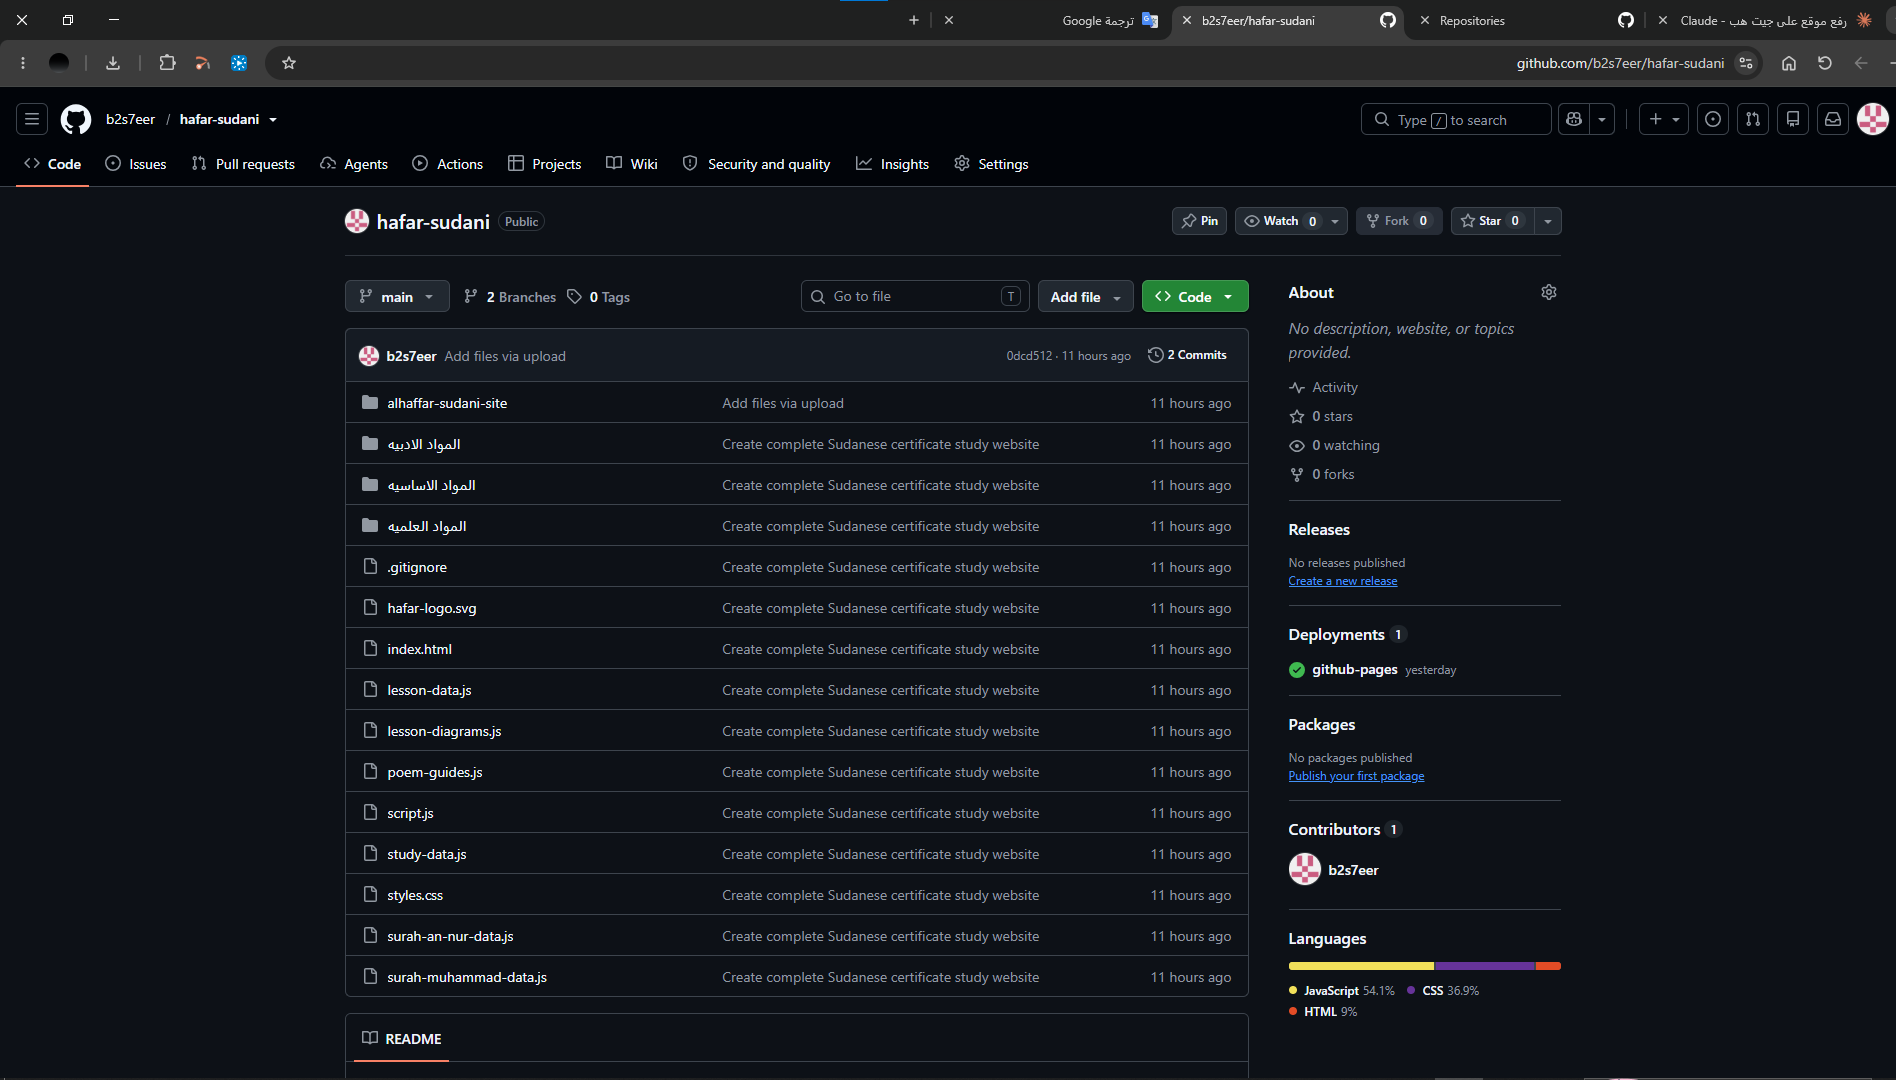 Google ترجمة
b2s7eer/hafar-sudani
Repositories
رفع موقع على جيت هب - Claude
github.com/b2s7eer/hafar-sudani
b2s7eer / hafar-sudani
Type / to search
Code
Issues
Pull requests
Agents
Actions
Projects
Wiki
Security and quality
Insights
Settings
hafar-sudani Public
Pin
Watch 0
Fork 0
Star 0
main
2 Branches
0 Tags
Go to file T
Add file
Code
b2s7eer Add files via upload 0dcd512 · 11 hours ago 2 Commits
alhaffar-sudani-site Add files via upload 11 hours ago
المواد الادبيه Create complete Sudanese certificate study website 11 hours ago
المواد الاساسيه Create complete Sudanese certificate study website 11 hours ago
المواد العلميه Create complete Sudanese certificate study website 11 hours ago
.gitignore Create complete Sudanese certificate study website 11 hours ago
hafar-logo.svg Create complete Sudanese certificate study website 11 hours ago
index.html Create complete Sudanese certificate study website 11 hours ago
lesson-data.js Create complete Sudanese certificate study website 11 hours ago
lesson-diagrams.js Create complete Sudanese certificate study website 11 hours ago
poem-guides.js Create complete Sudanese certificate study website 11 hours ago
script.js Create complete Sudanese certificate study website 11 hours ago
study-data.js Create complete Sudanese certificate study website 11 hours ago
styles.css Create complete Sudanese certificate study website 11 hours ago
surah-an-nur-data.js Create complete Sudanese certificate study website 11 hours ago
surah-muhammad-data.js Create complete Sudanese certificate study website 11 hours ago
README
About
No description, website, or topics
provided.
Activity
0 stars
0 watching
0 forks
Releases
No releases published
Create a new release
Deployments 1
github-pages yesterday
Packages
No packages published
Publish your first package
Contributors 1
b2s7eer
Languages
JavaScript 54.1% CSS 36.9%
HTML 9%